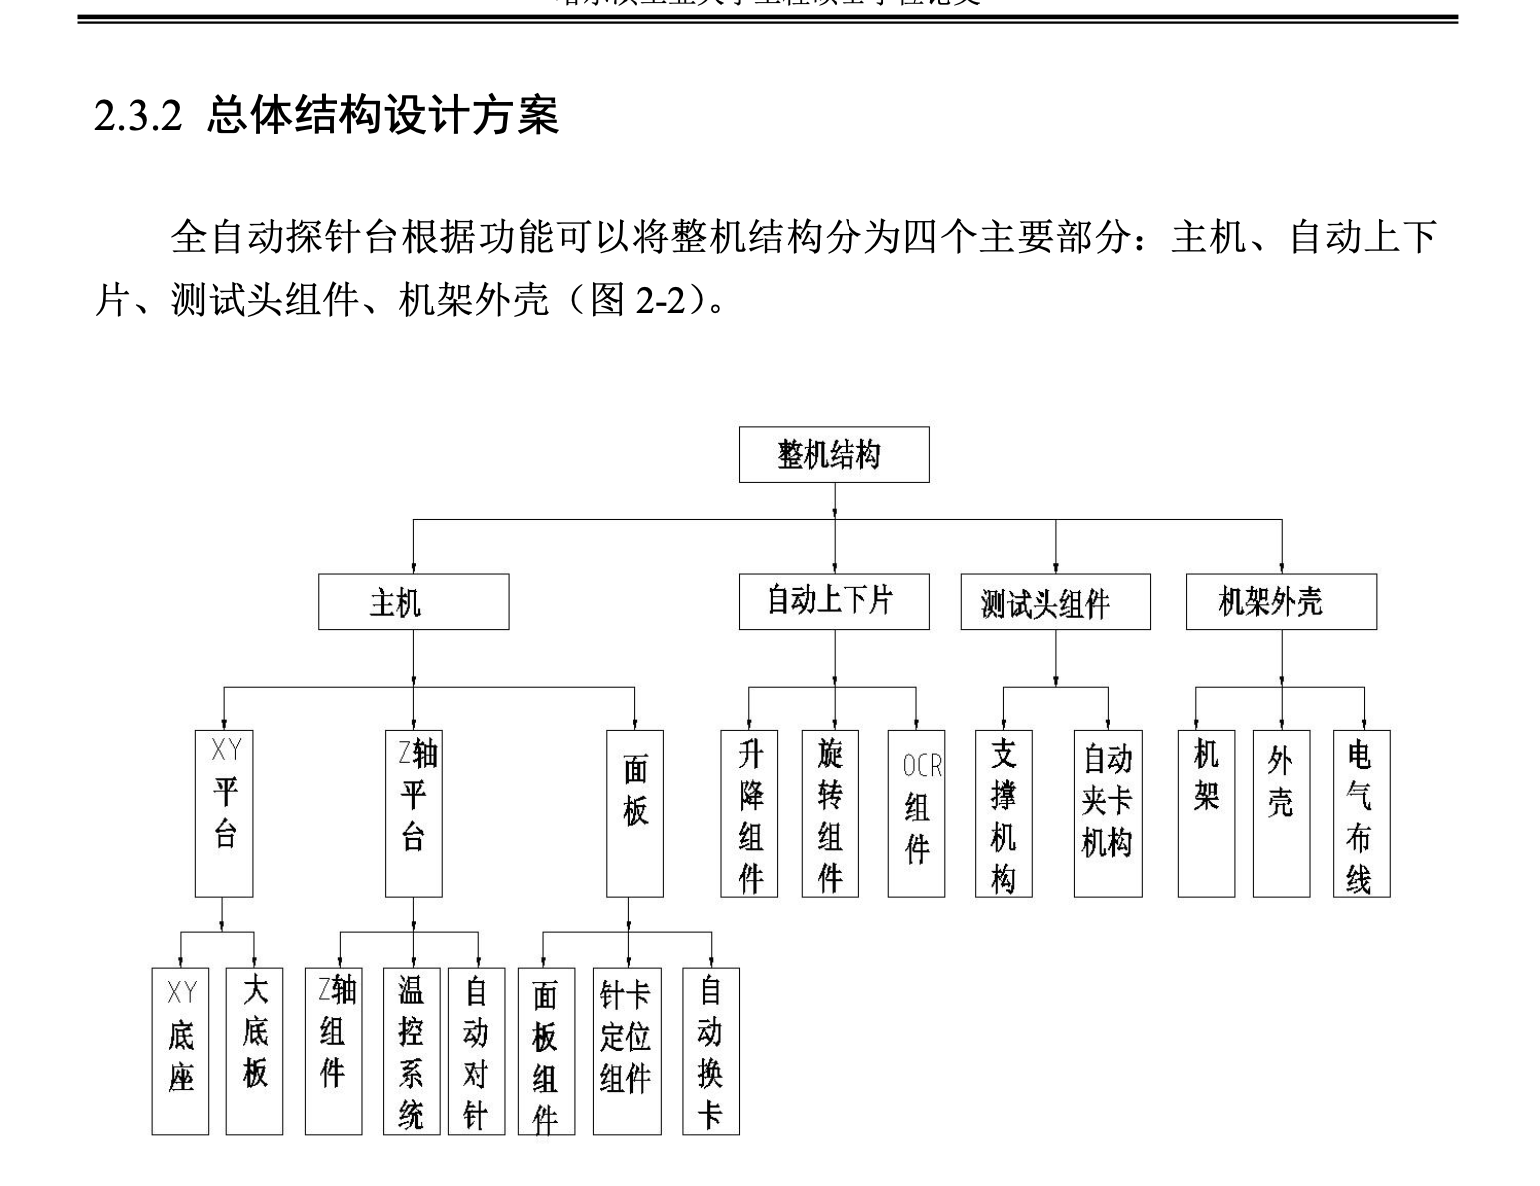 2.3.2 总体结构设计方案
全自动探针台根据功能可以将整机结构分为四个主要部分：主机、自动上下
片、测试头组件、机架外壳（图 2-2）。
整机结构
主机
自动上下片
测试头组件
机架外壳
XY平台
Z轴平台
面板
升降组件
旋转组件
OCR组件
支撑机构
自动夹卡机构
机架
外壳
电气布线
XY底座
大底板
Z轴组件
温控系统
自动对针
面板组件
针卡定位组件
自动换卡